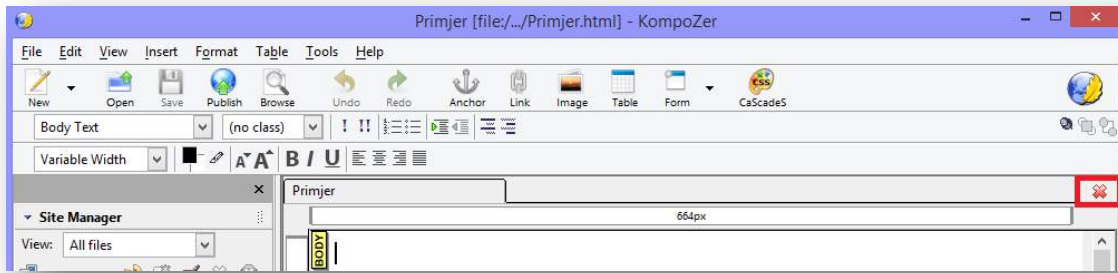 Primjer [file:/.../Primjer.html] - KompoZer
File Edit View Insert Format Table Tools Help
New Open Save Publish Browse Undo Redo Anchor Link Image Table Form CaScadeS
Body Text (no class)
Variable Width A A B I U
Primjer
664px
Site Manager
View: All files
BODY